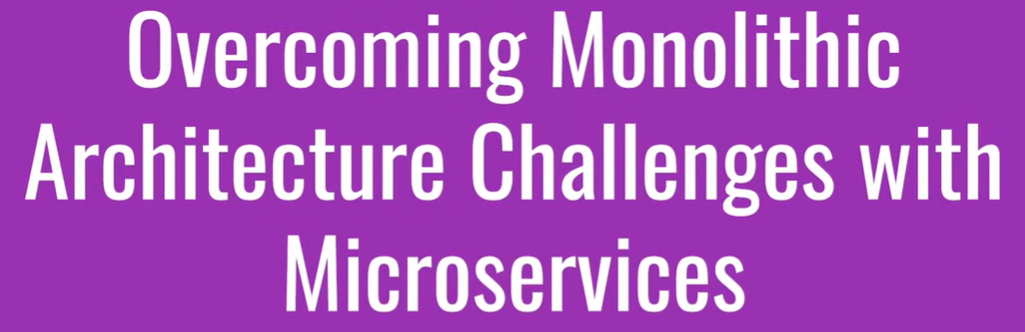 Overcoming Monolithic
Architecture Challenges with
Microservices